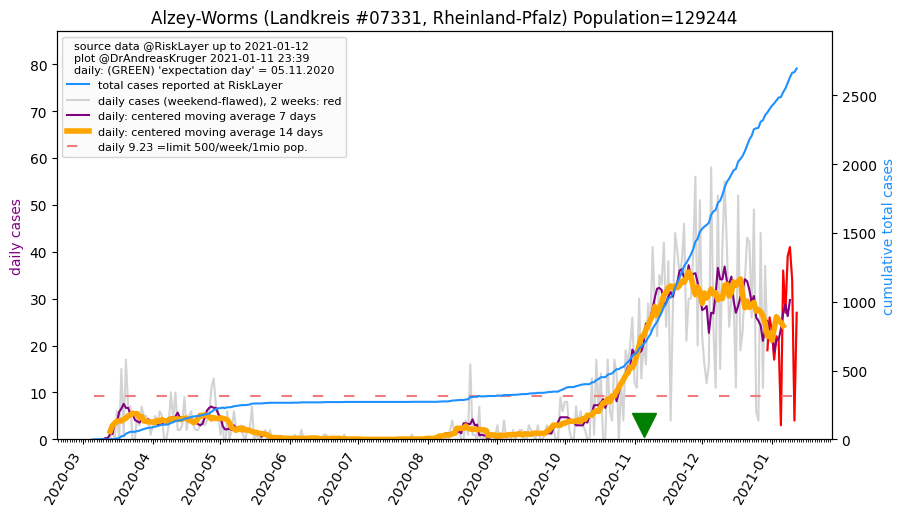 Alzey-Worms (Landkreis #07331, Rheinland-Pfalz) Population=129244
source data @RiskLayer up to 2021-01-12
plot @DrAndreasKruger 2021-01-11 23:39
daily: (GREEN) 'expectation day' = 05.11.2020
total cases reported at RiskLayer
daily cases (weekend-flawed), 2 weeks: red
daily: centered moving average 7 days
daily: centered moving average 14 days
daily 9.23 =limit 500/week/1mio pop.
daily cases
80
70
60
50
40
30
20
10
0
cumulative total cases
2500
2000
1500
1000
500
0
2020-03
2020-04
2020-05
2020-06
2020-07
2020-08
2020-09
2020-10
2020-11
2020-12
2021-01